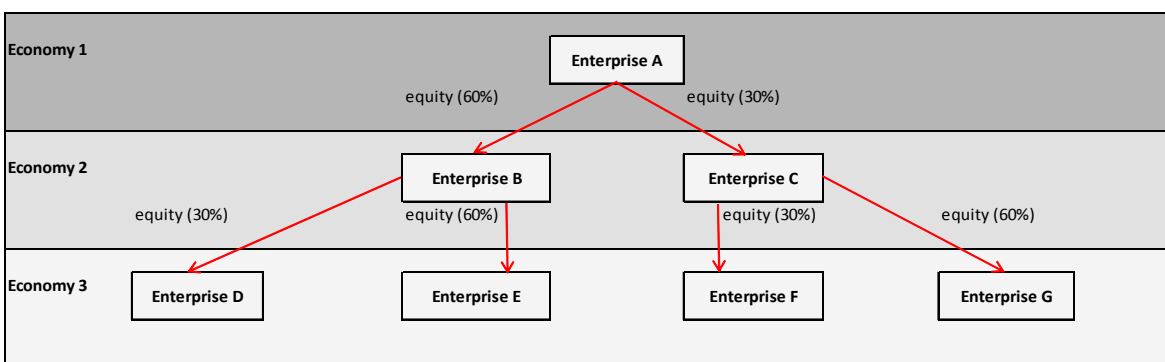 Economy 1
Enterprise A
equity (60%)
equity (30%)
Economy 2
Enterprise B
Enterprise C
equity (30%)
equity (60%)
equity (30%)
equity (60%)
Economy 3
Enterprise D
Enterprise E
Enterprise F
Enterprise G